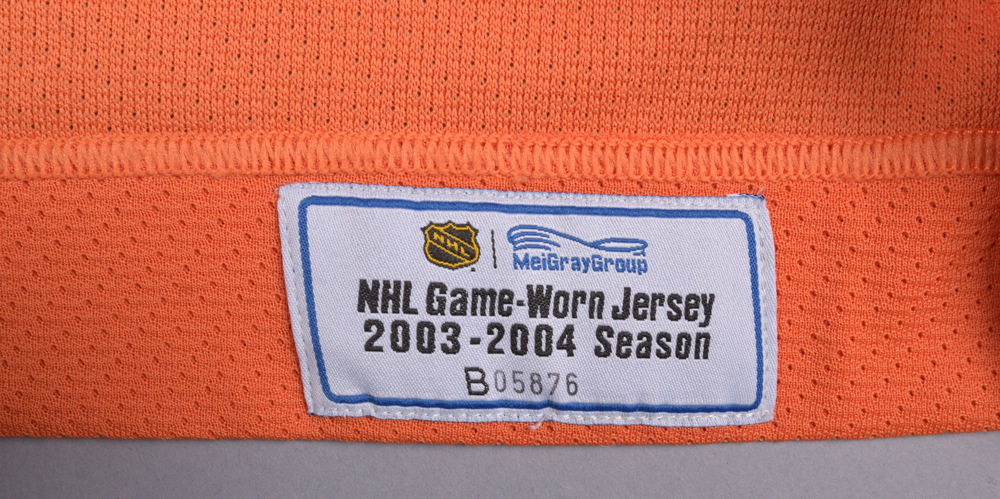 NHL MeiGrayGroup
NHL Game-Worn Jersey
2003-2004 Season
B05876